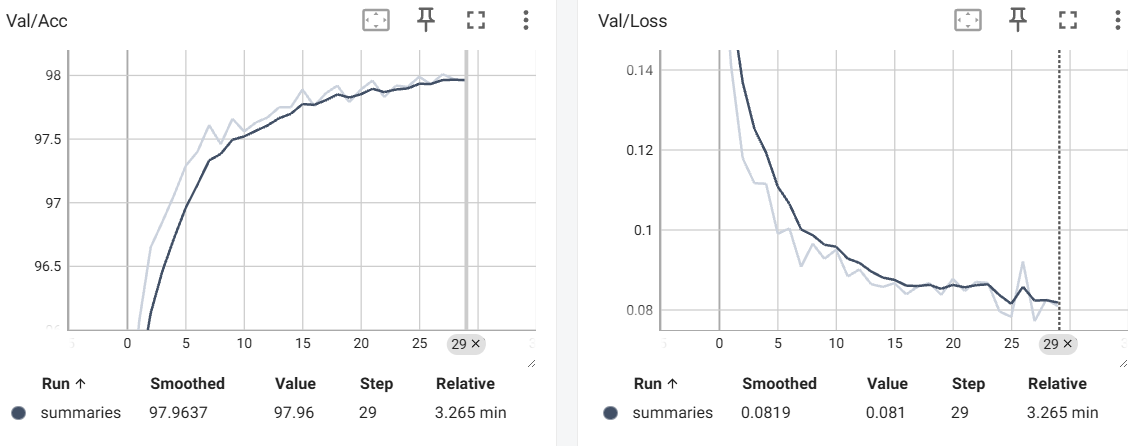 Val/Acc
98
97.5
97
96.5
0 5 10 15 20 25 29 ×
Run ↑ Smoothed Value Step Relative
summaries 97.9637 97.96 29 3.265 min
Val/Loss
0.14
0.12
0.1
0.08
0 5 10 15 20 25 29 ×
Run ↑ Smoothed Value Step Relative
summaries 0.0819 0.081 29 3.265 min